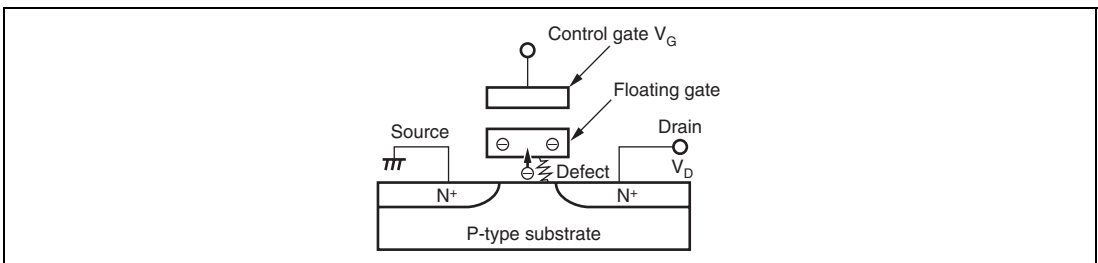 Control gate V_G
Floating gate
Source
Drain
⊖ ⊖
⊖
Defect
V_D
N+
N+
P-type substrate